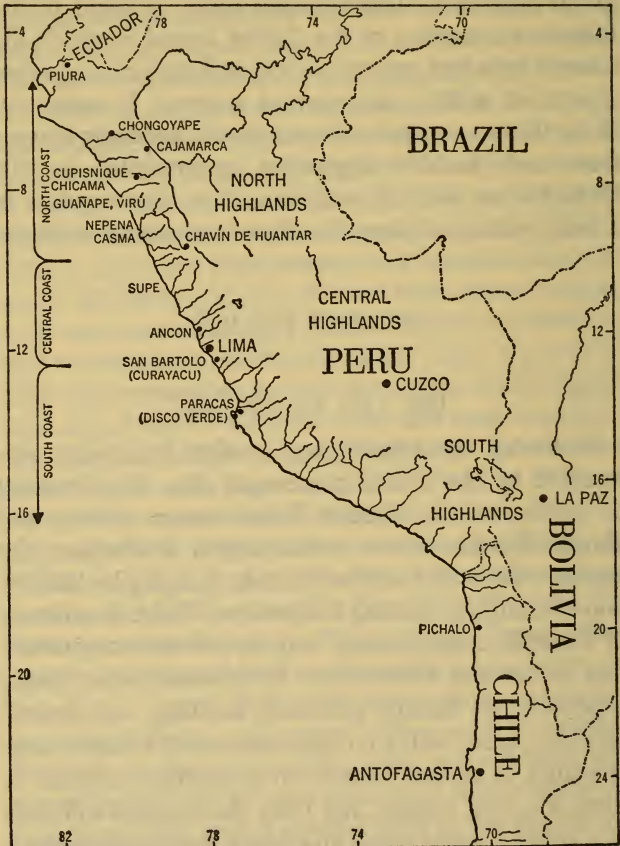 78
74
70
4
4
ECUADOR
PIURA
BRAZIL
CHONGOYAPE
CAJAMARCA
CUPISNIQUE
CHICAMA
GUAÑAPE, VIRÚ
NORTH
HIGHLANDS
8
8
NORTH COAST
NEPENA
CASMA
CHAVÍN DE HUANTAR
SUPE
CENTRAL
HIGHLANDS
CENTRAL COAST
ANCON
LIMA
12
12
SAN BARTOLO
(CURAYACU)
PERU
CUZCO
PARACAS
(DISCO VERDE)
SOUTH COAST
SOUTH
HIGHLANDS
16
16
LA PAZ
BOLIVIA
PICHALO
20
20
CHILE
ANTOFAGASTA
24
82
78
74
70